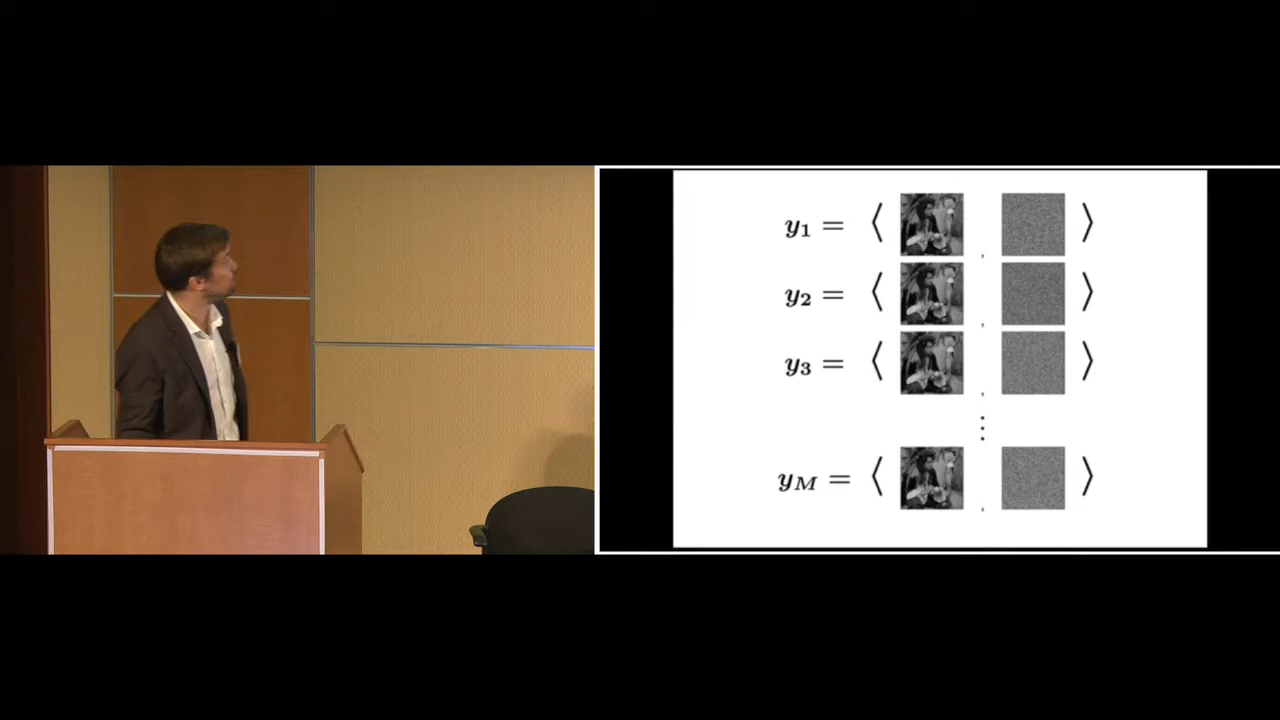 y₁ = ⟨ , ⟩
y₂ = ⟨ , ⟩
y₃ = ⟨ , ⟩
⋮
y_M = ⟨ , ⟩